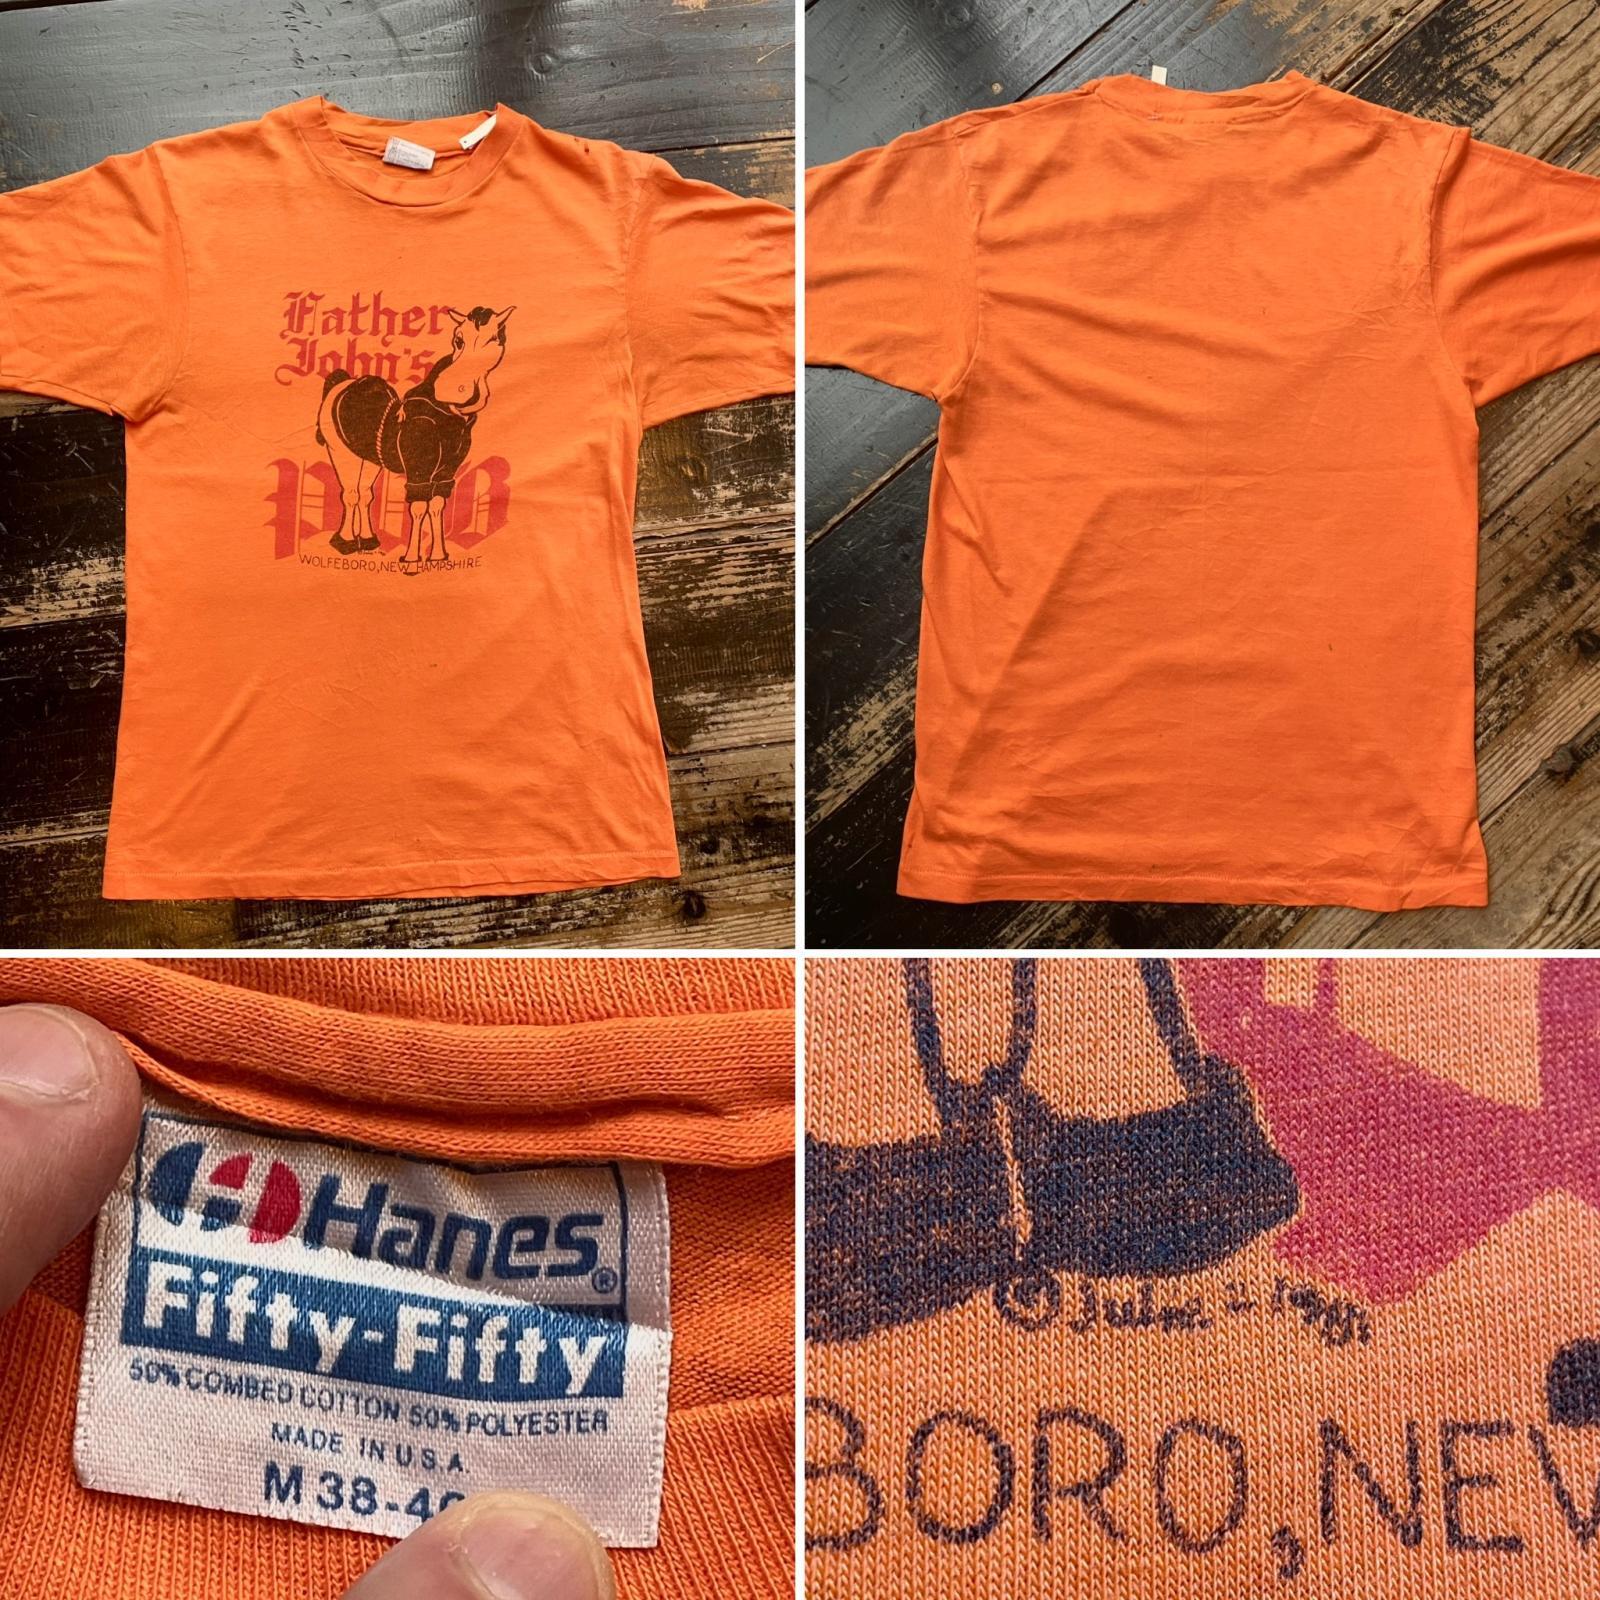 Father
John's
PUB
WOLFEBORO, NEW HAMPSHIRE
Hanes®
Fifty-Fifty
50% COMBED COTTON 50% POLYESTER
MADE IN U.S.A.
M 38-40
©
BORO, NEW